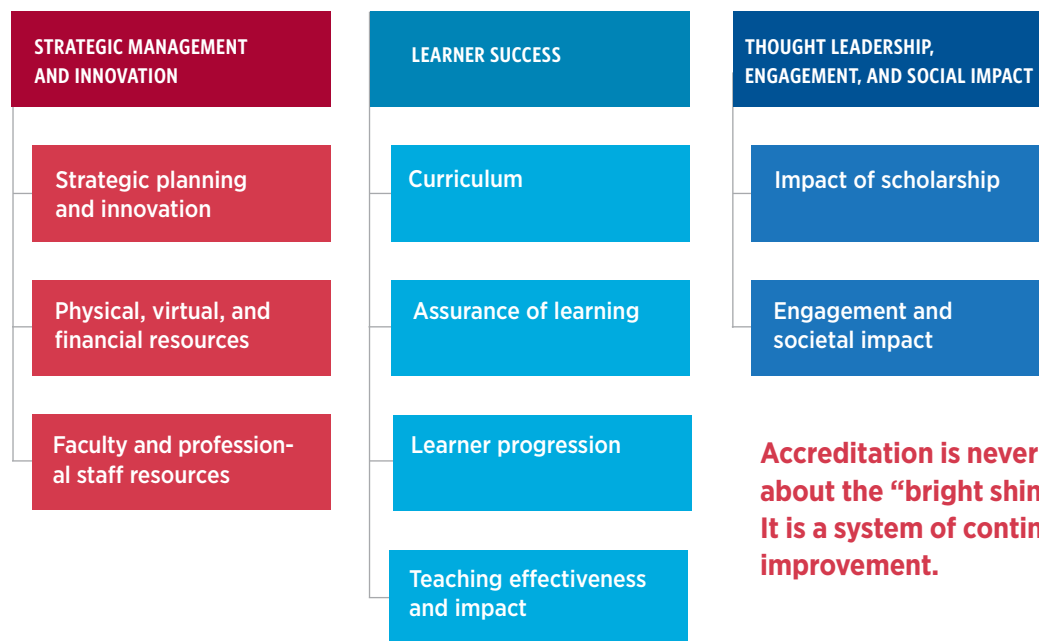 STRATEGIC MANAGEMENT
AND INNOVATION
Strategic planning
and innovation
Physical, virtual, and
financial resources
Faculty and profession-
al staff resources
LEARNER SUCCESS
Curriculum
Assurance of learning
Learner progression
Teaching effectiveness
and impact
THOUGHT LEADERSHIP,
ENGAGEMENT, AND SOCIAL IMPACT
Impact of scholarship
Engagement and
societal impact
Accreditation is never
about the “bright
It is a system of
improvement.